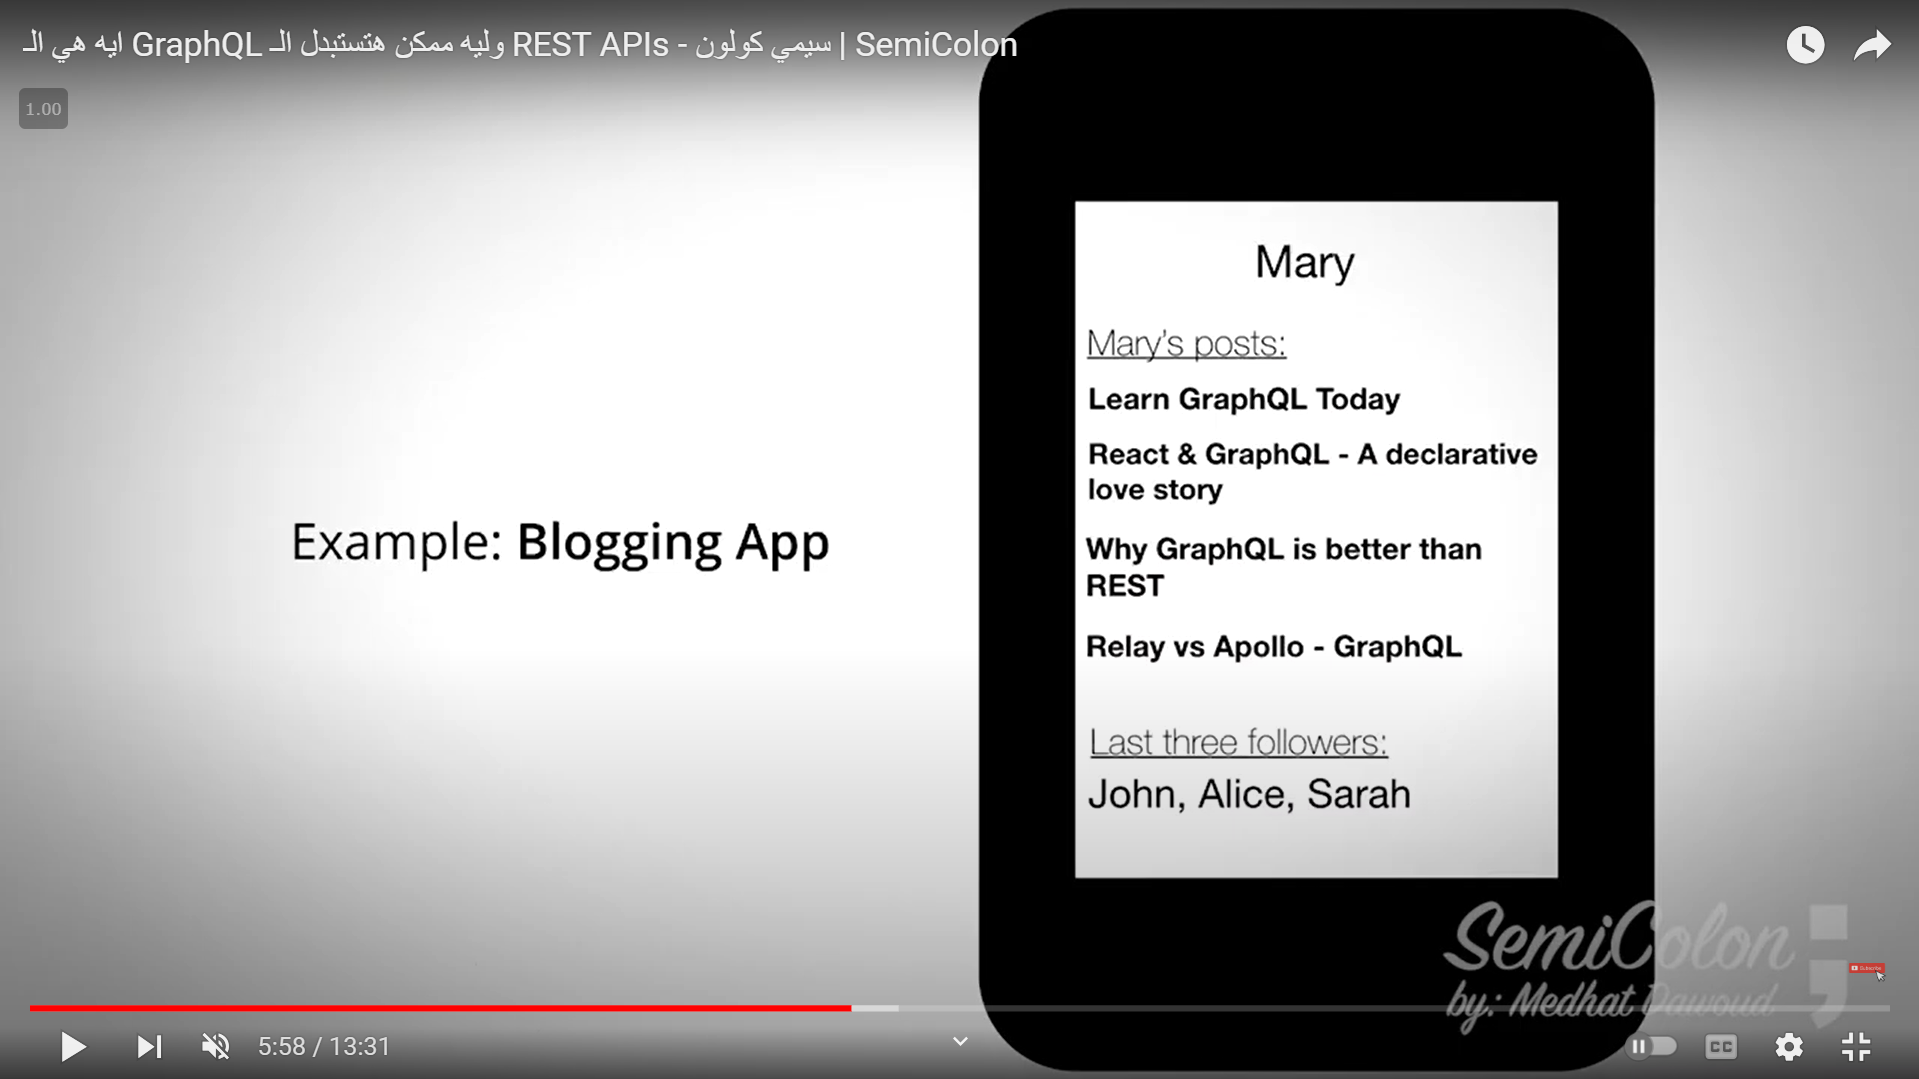 ايه هي الـ GraphQL وليه ممكن هتستبدل الـ REST APIs - سيمي كولون | SemiColon
1.00
Mary
Mary's posts:
Learn GraphQL Today
React & GraphQL - A declarative
love story
Why GraphQL is better than
REST
Relay vs Apollo - GraphQL
Last three followers:
John, Alice, Sarah
Example: Blogging App
SemiColon ;
by: Medhat Dawoud
Subscribe
5:58 / 13:31
CC